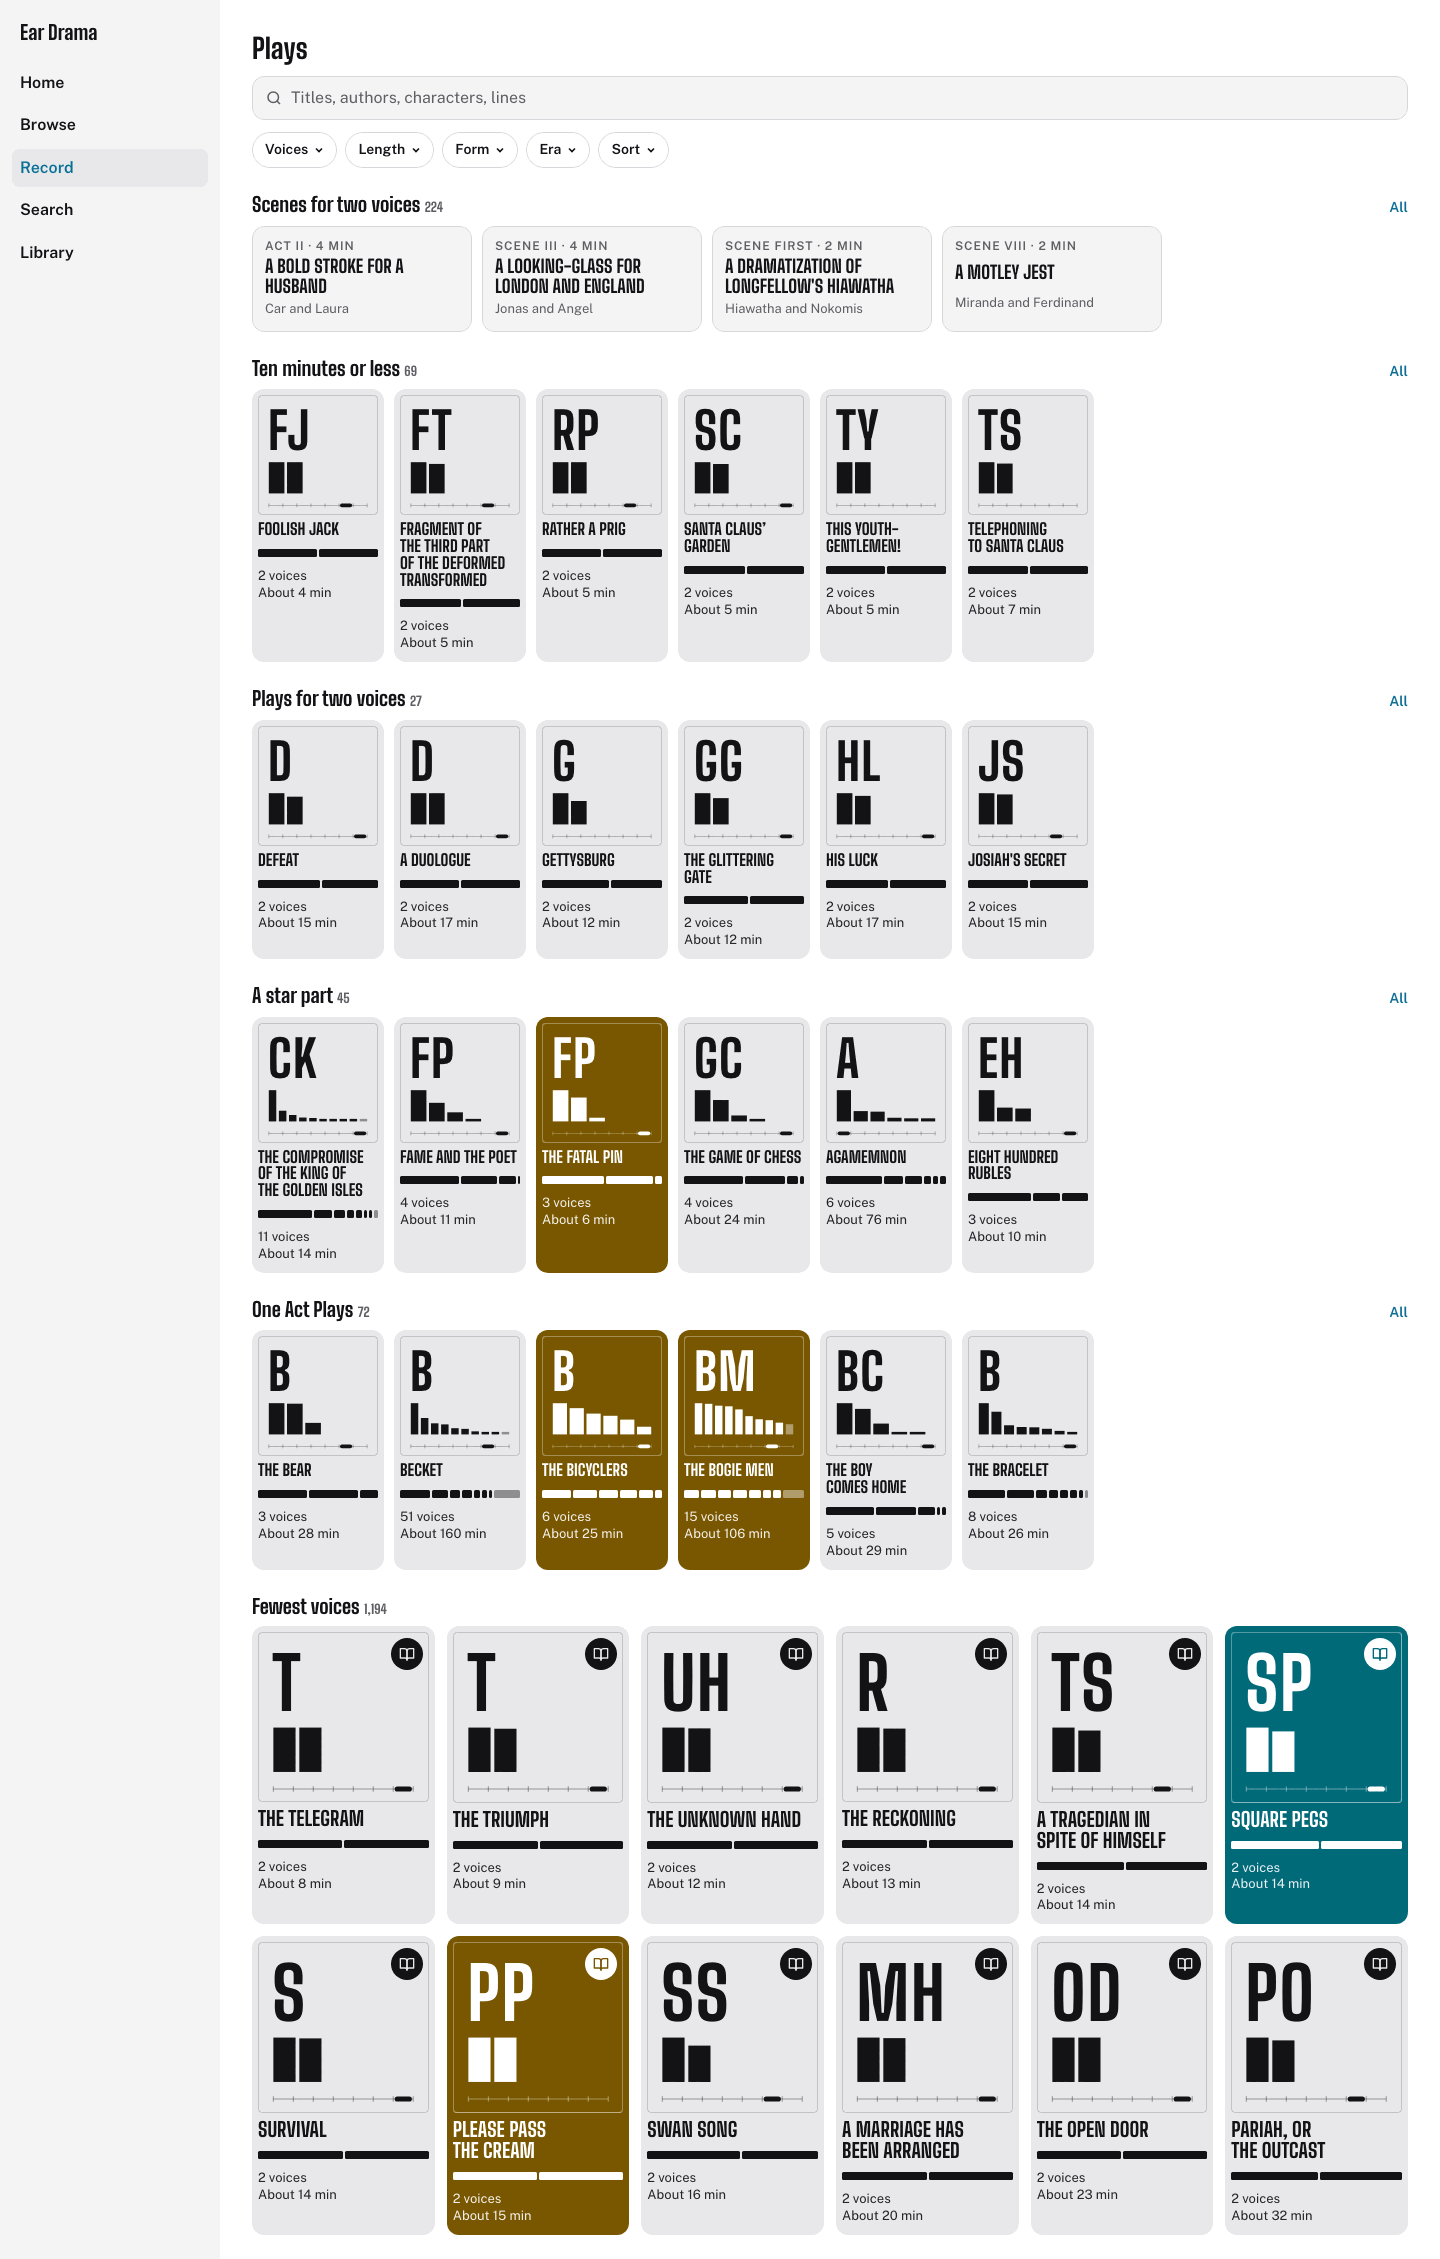 Ear Drama
Home
Browse
Record
Search
Library
Plays
Titles, authors, characters, lines
Voices
Length
Form
Era
Sort
Scenes for two voices 224
All
ACT II · 4 MIN
A BOLD STROKE FOR A
HUSBAND
Car and Laura
SCENE III · 4 MIN
A LOOKING-GLASS FOR
LONDON AND ENGLAND
Jonas and Angel
SCENE FIRST · 2 MIN
A DRAMATIZATION OF
LONGFELLOW'S HIAWATHA
Hiawatha and Nokomis
SCENE VIII · 2 MIN
A MOTLEY JEST
Miranda and Ferdinand
Ten minutes or less 69
All
FJ
FOOLISH JACK
2 voices
About 4 min
FT
FRAGMENT OF
THE THIRD PART
OF THE DEFORMED
TRANSFORMED
2 voices
About 5 min
RP
RATHER A PRIG
2 voices
About 5 min
SC
SANTA CLAUS’
GARDEN
2 voices
About 5 min
TY
THIS YOUTH-
GENTLEMEN!
2 voices
About 5 min
TS
TELEPHONING
TO SANTA CLAUS
2 voices
About 7 min
Plays for two voices 27
All
D
DEFEAT
2 voices
About 15 min
D
A DUOLOGUE
2 voices
About 17 min
G
GETTYSBURG
2 voices
About 12 min
GG
THE GLITTERING
GATE
2 voices
About 12 min
HL
HIS LUCK
2 voices
About 17 min
JS
JOSIAH'S SECRET
2 voices
About 15 min
A star part 45
All
CK
THE COMPROMISE
OF THE KING OF
THE GOLDEN ISLES
11 voices
About 14 min
FP
FAME AND THE POET
4 voices
About 11 min
FP
THE FATAL PIN
3 voices
About 6 min
GC
THE GAME OF CHESS
4 voices
About 24 min
A
AGAMEMNON
6 voices
About 76 min
EH
EIGHT HUNDRED
RUBLES
3 voices
About 10 min
One Act Plays 72
All
B
THE BEAR
3 voices
About 28 min
B
BECKET
51 voices
About 160 min
B
THE BICYCLERS
6 voices
About 25 min
BM
THE BOGIE MEN
15 voices
About 106 min
BC
THE BOY
COMES HOME
5 voices
About 29 min
B
THE BRACELET
8 voices
About 26 min
Fewest voices 1,194
T
THE TELEGRAM
2 voices
About 8 min
T
THE TRIUMPH
2 voices
About 9 min
UH
THE UNKNOWN HAND
2 voices
About 12 min
R
THE RECKONING
2 voices
About 13 min
TS
A TRAGEDIAN IN
SPITE OF HIMSELF
2 voices
About 14 min
SP
SQUARE PEGS
2 voices
About 14 min
S
SURVIVAL
2 voices
About 14 min
PP
PLEASE PASS
THE CREAM
2 voices
About 15 min
SS
SWAN SONG
2 voices
About 16 min
MH
A MARRIAGE HAS
BEEN ARRANGED
2 voices
About 20 min
OD
THE OPEN DOOR
2 voices
About 23 min
PO
PARIAH, OR
THE OUTCAST
2 voices
About 32 min